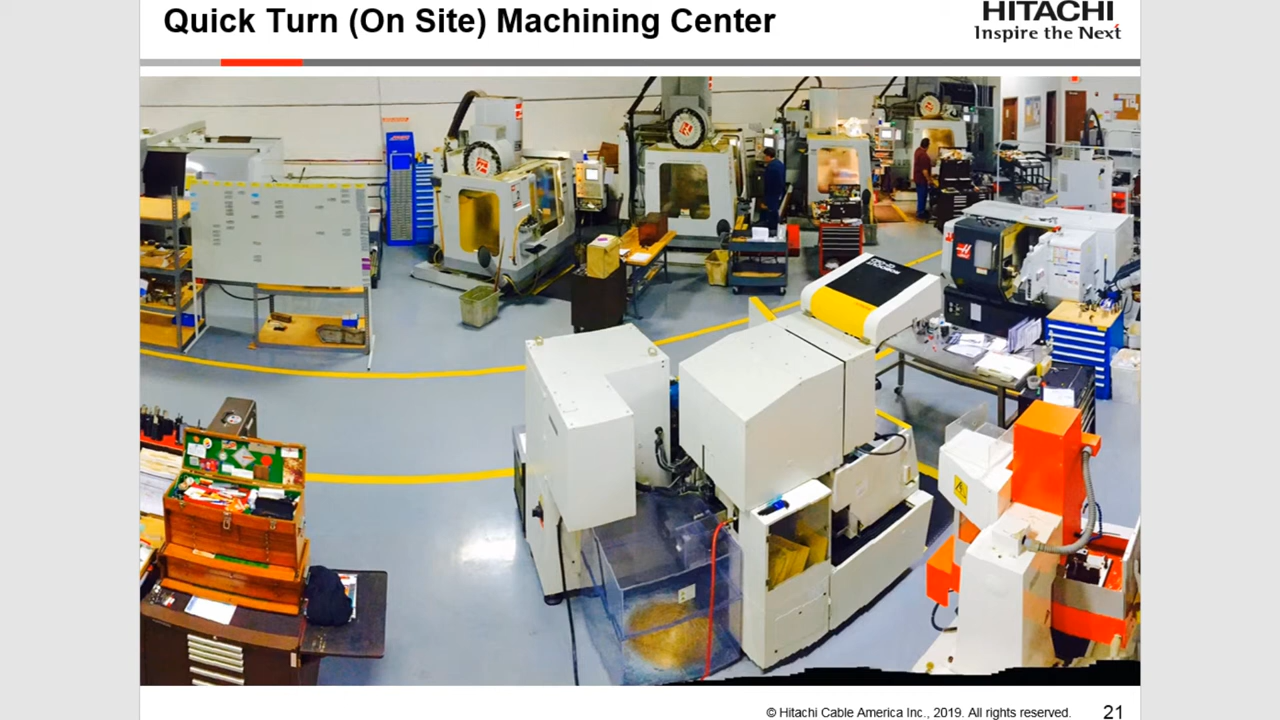 Quick Turn (On Site) Machining Center
HITACHI
Inspire the Next
© Hitachi Cable America Inc., 2019. All rights reserved.
21